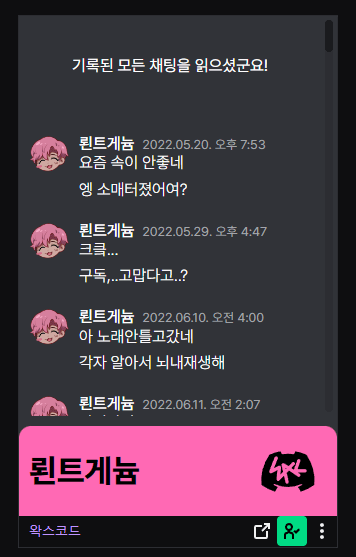 기록된 모든 채팅을 읽으셨군요!
뢴트게늄 2022.05.20. 오후 7:53
요즘 속이 안좋네
엥 소매터졌어여?
뢴트게늄 2022.05.29. 오후 4:47
크큭...
구독,..고맙다고..?
뢴트게늄 2022.06.10. 오전 4:00
아 노래안틀고갔네
각자 알아서 뇌내재생해
뢴트게늄 2022.06.11. 오전 2:07
뢴트게늄
왁스코드